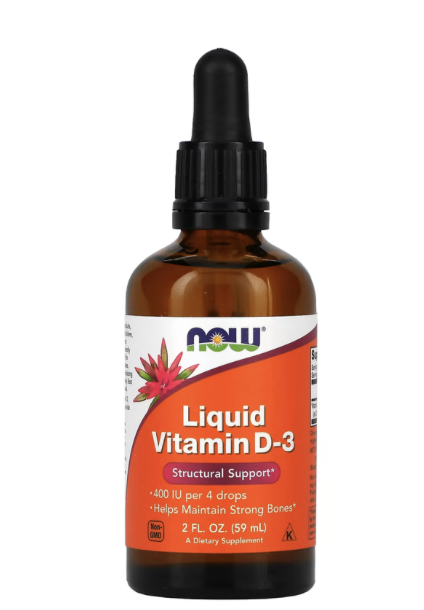 NOW®
Liquid
Vitamin D-3
Structural Support*
• 400 IU per 4 drops
• Helps Maintain Strong Bones*
Non-
GMO
2 FL. OZ. (59 mL)
K
A Dietary Supplement